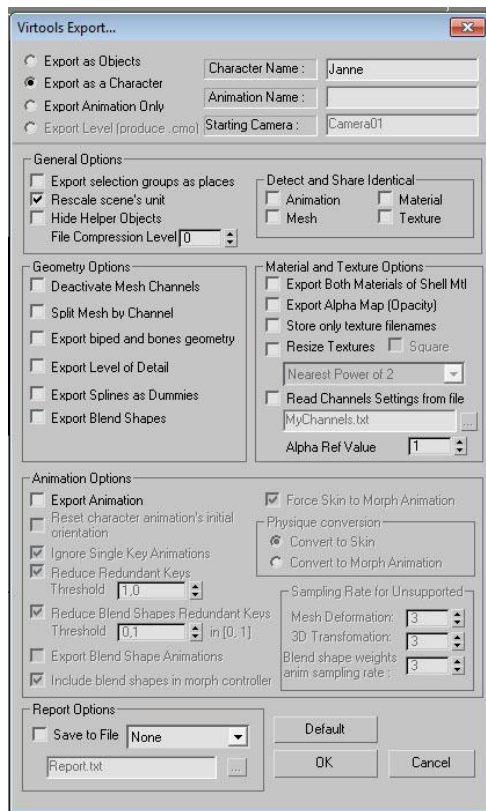 Virtools Export...
Export as Objects
Export as a Character
Export Animation Only
Export Level (produce .cmo)
Character Name :
Janne
Animation Name :
Starting Camera :
Camera01
General Options
Export selection groups as places
Rescale scene's unit
Hide Helper Objects
File Compression Level
0
Detect and Share Identical
Animation
Material
Mesh
Texture
Geometry Options
Deactivate Mesh Channels
Split Mesh by Channel
Export biped and bones geometry
Export Level of Detail
Export Splines as Dummies
Export Blend Shapes
Material and Texture Options
Export Both Materials of Shell Mtl
Export Alpha Map (Opacity)
Store only texture filenames
Resize Textures
Square
Nearest Power of 2
Read Channels Settings from file
MyChannels.txt
...
Alpha Ref Value
1
Animation Options
Export Animation
Reset character animation's initial
orientation
Ignore Single Key Animations
Reduce Redundant Keys
Threshold
1,0
Reduce Blend Shapes Redundant Keys
Threshold
0,1
in [0, 1]
Export Blend Shape Animations
Include blend shapes in morph controller
Force Skin to Morph Animation
Physique conversion
Convert to Skin
Convert to Morph Animation
Sampling Rate for Unsupported
Mesh Deformation:
3
3D Transfomation:
3
Blend shape weights
anim sampling rate :
3
Report Options
Save to File
None
Report.txt
...
Default
OK
Cancel